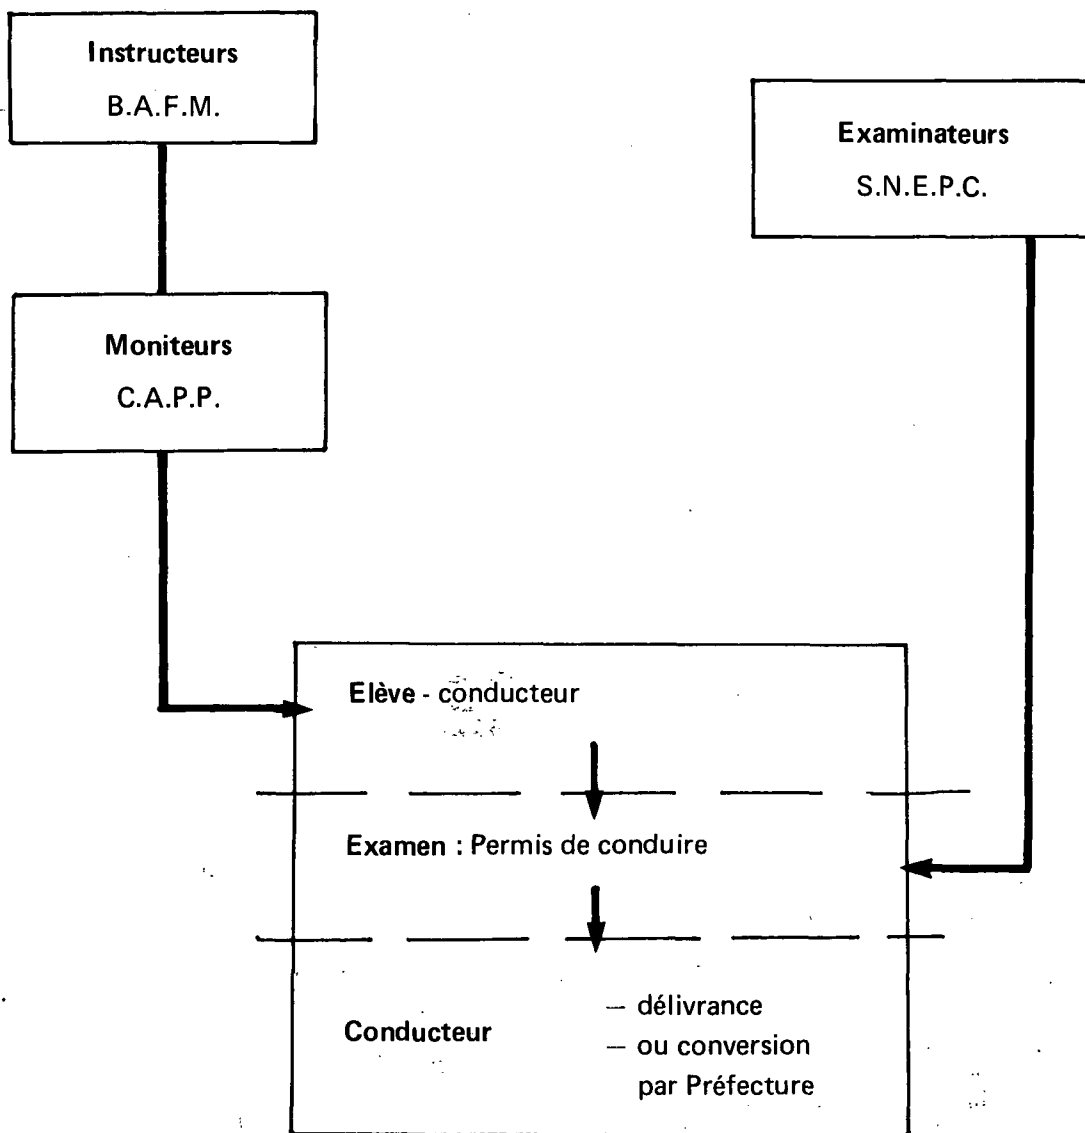 Instructeurs
B.A.F.M.
Examinateurs
S.N.E.P.C.
Moniteurs
C.A.P.P.
Elève - conducteur
Examen : Permis de conduire
Conducteur
— délivrance
— ou conversion
par Préfecture